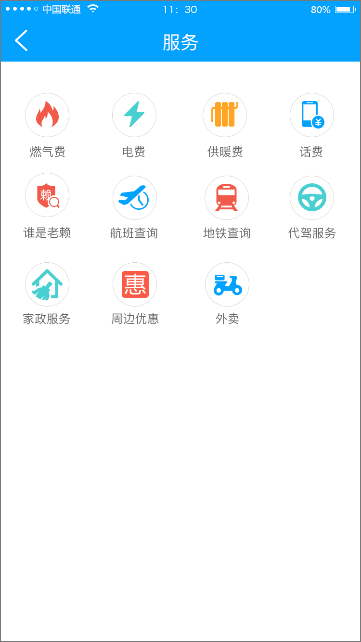 中国联通 11: 30 80%
服务
燃气费 电费 供暖费 话费
赖
谁是老赖 航班查询 地铁查询 代驾服务
惠
家政服务 周边优惠 外卖